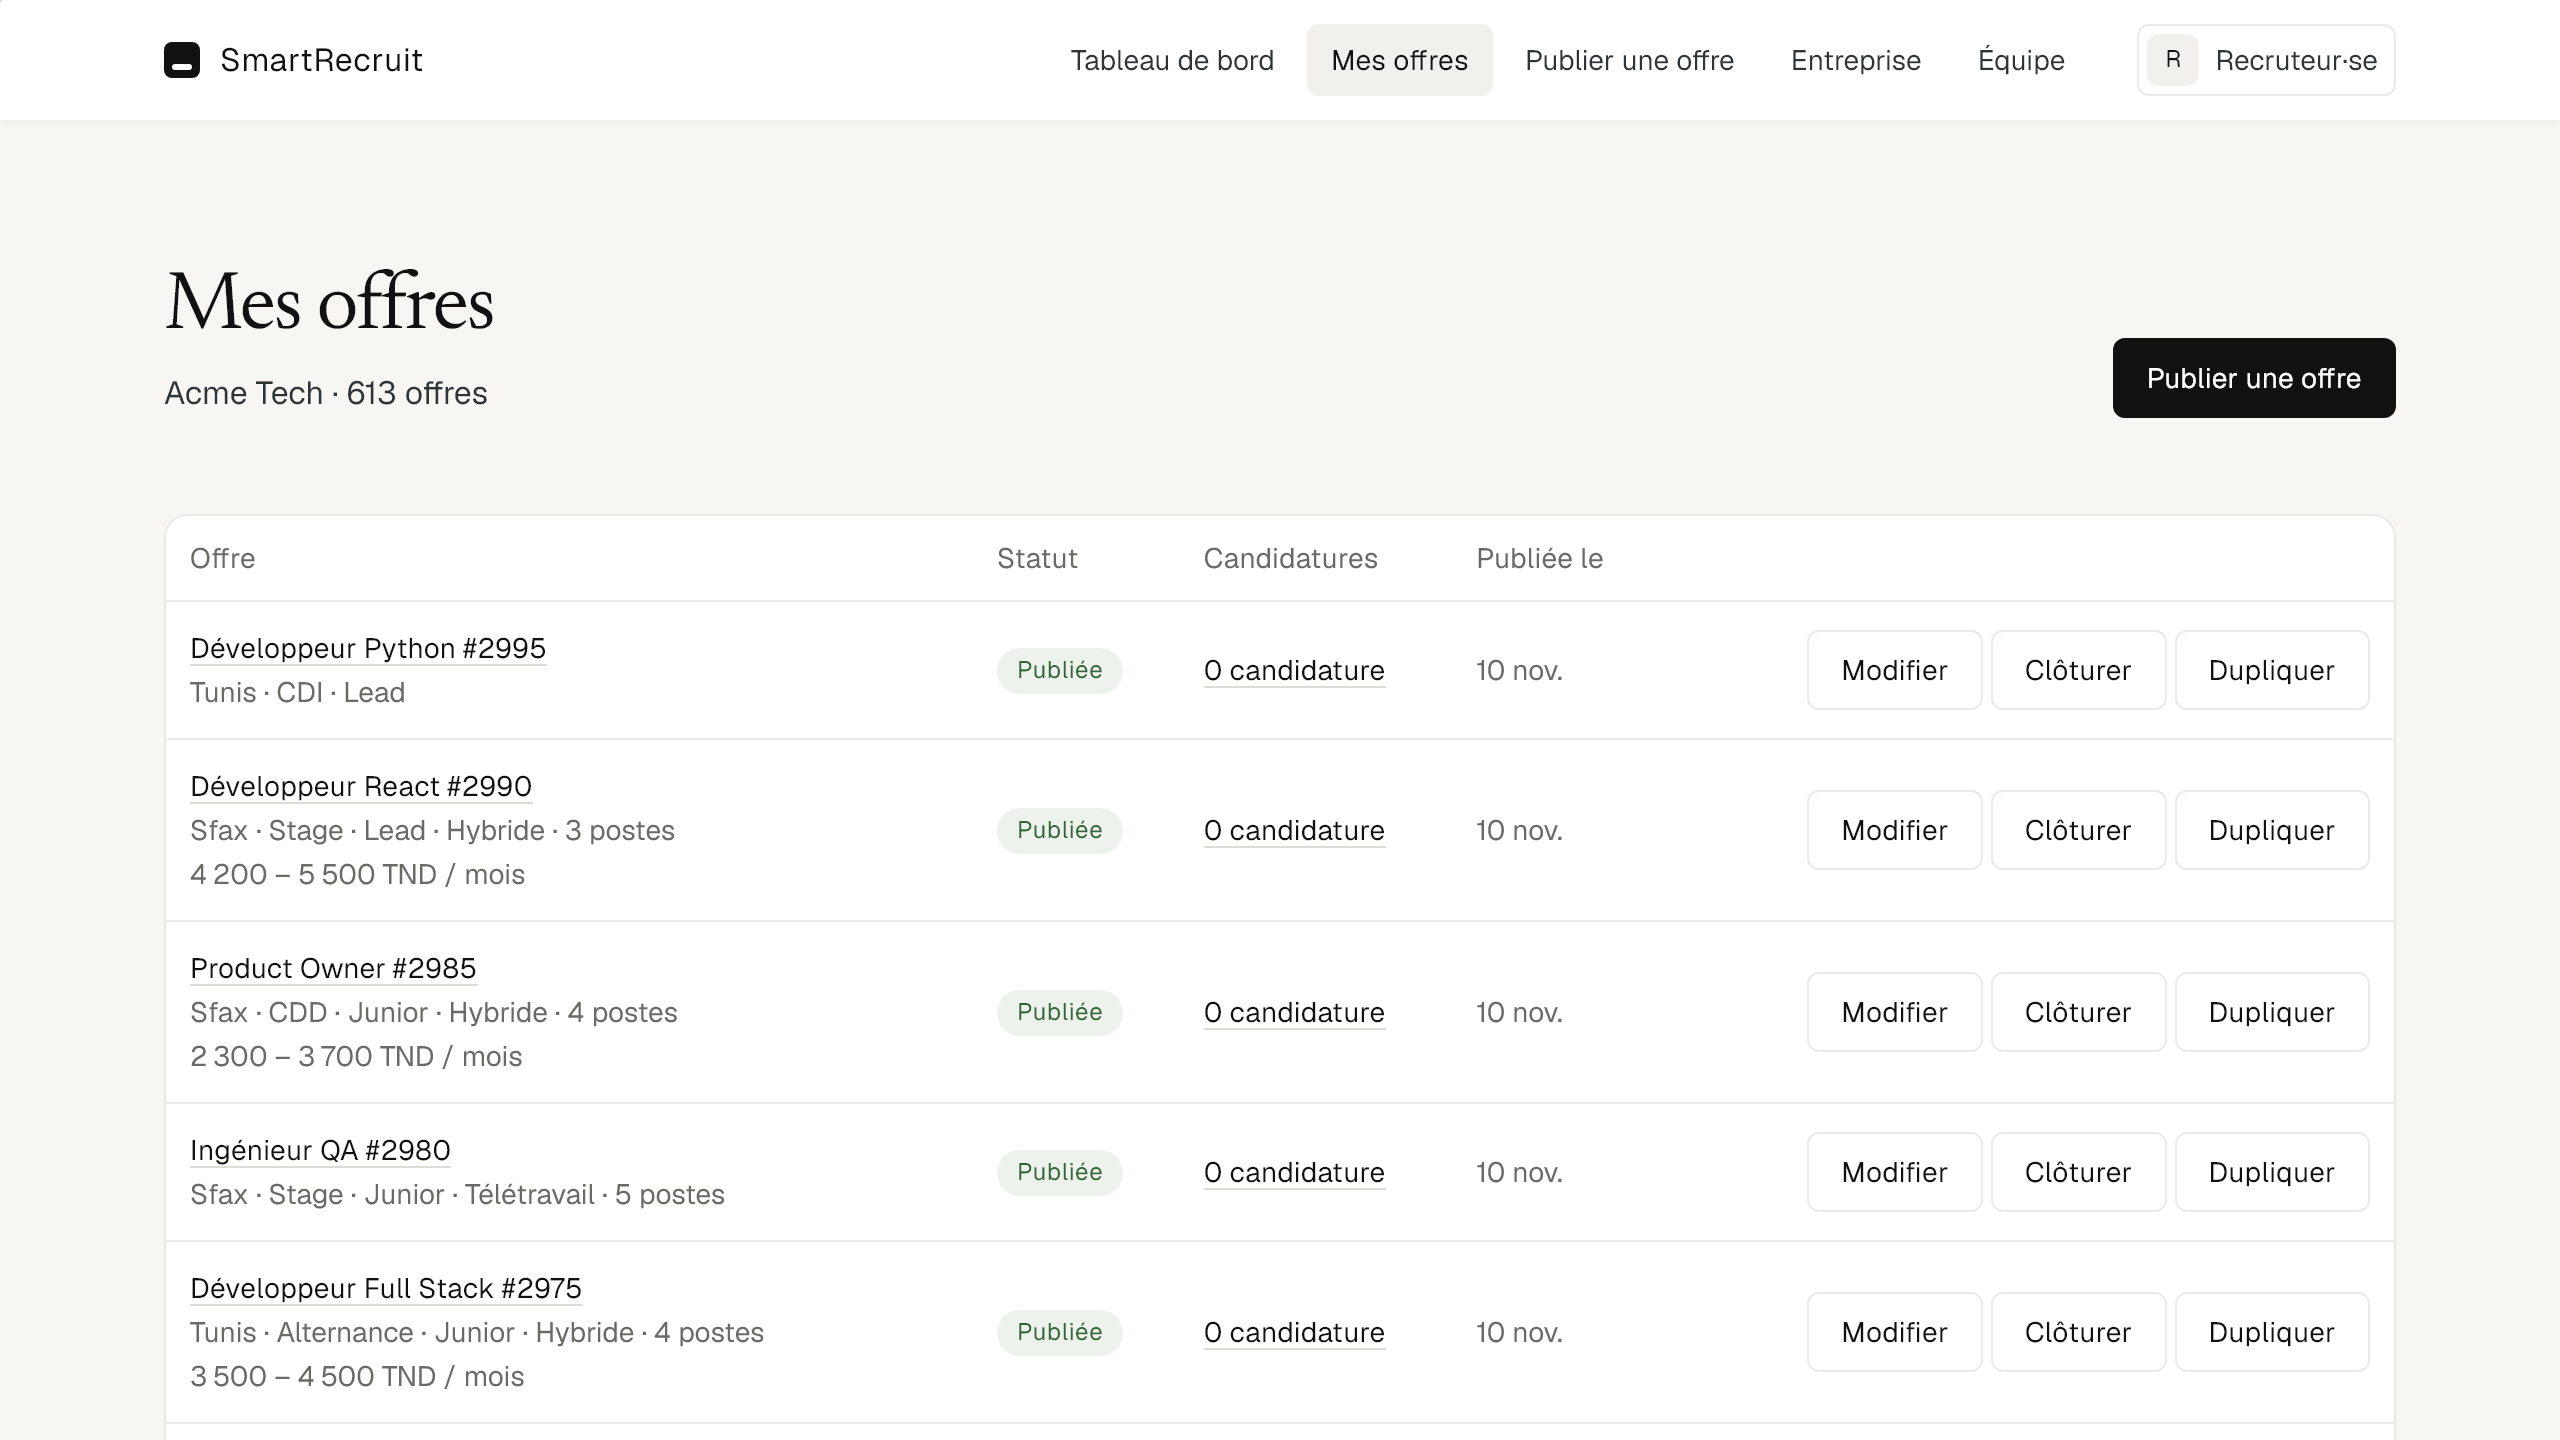 SmartRecruit
Tableau de bord
Mes offres
Publier une offre
Entreprise
Équipe
R
Recruteur·se
Mes offres
Acme Tech · 613 offres
Publier une offre
Offre Statut Candidatures Publiée le
Développeur Python #2995
Tunis · CDI · Lead
Publiée
0 candidature
10 nov.
Modifier
Clôturer
Dupliquer
Développeur React #2990
Sfax · Stage · Lead · Hybride · 3 postes
4 200 – 5 500 TND / mois
Publiée
0 candidature
10 nov.
Modifier
Clôturer
Dupliquer
Product Owner #2985
Sfax · CDD · Junior · Hybride · 4 postes
2 300 – 3 700 TND / mois
Publiée
0 candidature
10 nov.
Modifier
Clôturer
Dupliquer
Ingénieur QA #2980
Sfax · Stage · Junior · Télétravail · 5 postes
Publiée
0 candidature
10 nov.
Modifier
Clôturer
Dupliquer
Développeur Full Stack #2975
Tunis · Alternance · Junior · Hybride · 4 postes
3 500 – 4 500 TND / mois
Publiée
0 candidature
10 nov.
Modifier
Clôturer
Dupliquer